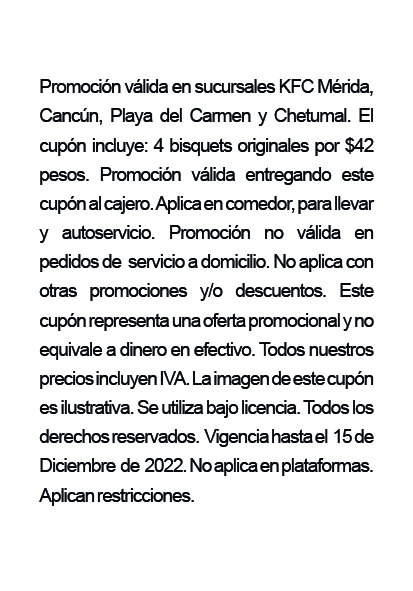 Promoción válida en sucursales KFC Mérida,
Cancún, Playa del Carmen y Chetumal. El
cupón incluye: 4 bisquets originales por $42
pesos. Promoción válida entregando este
cupón al cajero. Aplica en comedor, para llevar
y autoservicio. Promoción no válida en
pedidos de servicio a domicilio. No aplica con
otras promociones y/o descuentos. Este
cupón representa una oferta promocional y no
equivale a dinero en efectivo. Todos nuestros
precios incluyen IVA. La imagen de este cupón
es ilustrativa. Se utiliza bajo licencia. Todos los
derechos reservados. Vigencia hasta el 15 de
Diciembre de 2022. No aplica en plataformas.
Aplican restricciones.